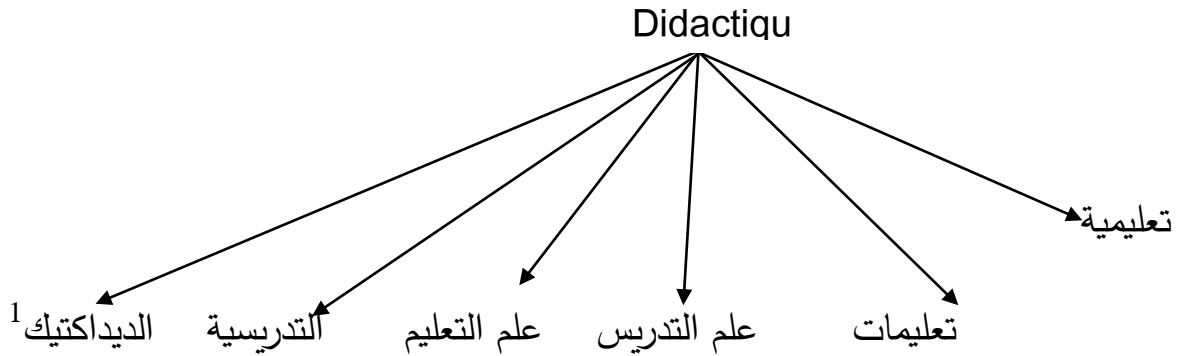 Didactiqu
تعليمية
تعليمات علم التدريس علم التعليم التدريسية الديداكتيك1